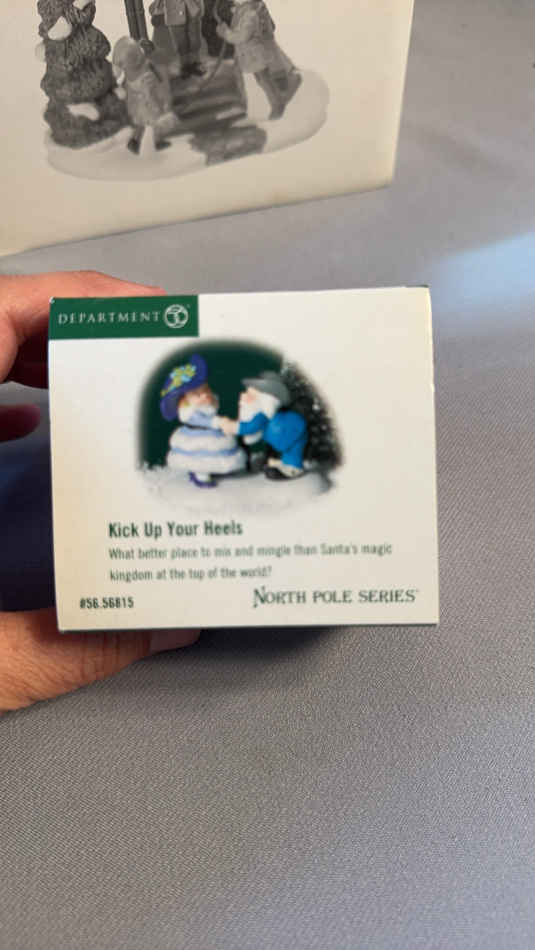 DEPARTMENT 56
Kick Up Your Heels
What better place to mix and mingle than Santa's magic
kingdom at the top of the world?
#56.56815
NORTH POLE SERIES™